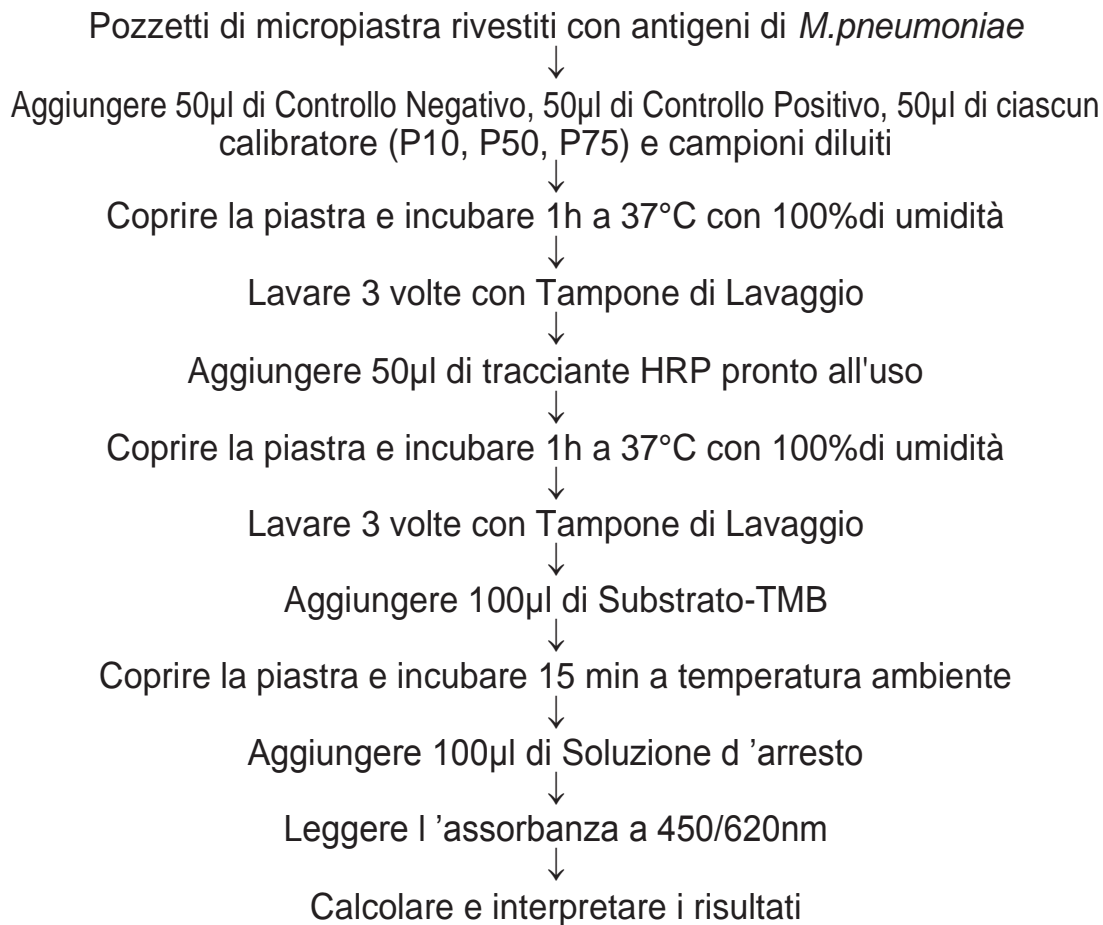 Pozzetti di micropiastra rivestiti con antigeni di M.pneumoniae
↓
Aggiungere 50µl di Controllo Negativo, 50µl di Controllo Positivo, 50µl di ciascun
calibratore (P10, P50, P75) e campioni diluiti
↓
Coprire la piastra e incubare 1h a 37°C con 100%di umidità
↓
Lavare 3 volte con Tampone di Lavaggio
↓
Aggiungere 50µl di tracciante HRP pronto all'uso
↓
Coprire la piastra e incubare 1h a 37°C con 100%di umidità
↓
Lavare 3 volte con Tampone di Lavaggio
↓
Aggiungere 100µl di Substrato-TMB
↓
Coprire la piastra e incubare 15 min a temperatura ambiente
↓
Aggiungere 100µl di Soluzione d 'arresto
↓
Leggere l 'assorbanza a 450/620nm
↓
Calcolare e interpretare i risultati